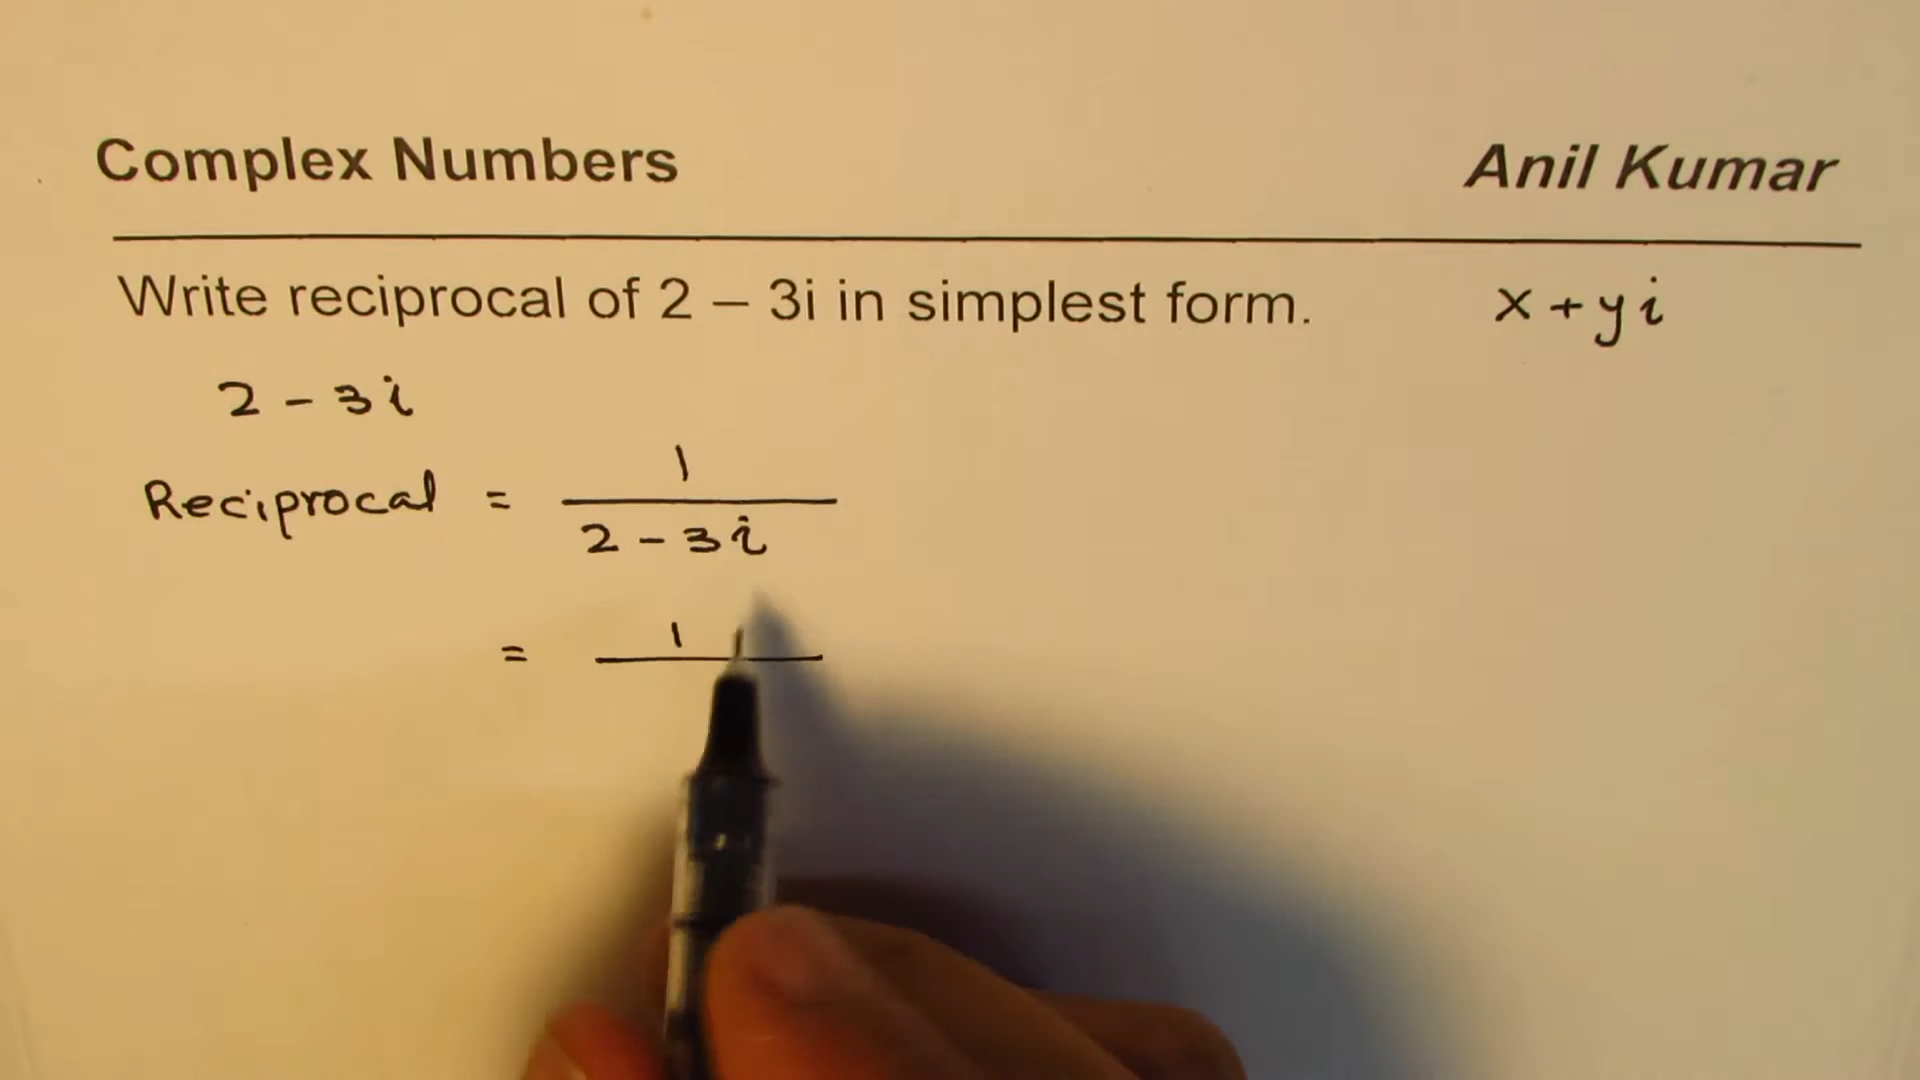 Complex Numbers Anil Kumar
Write reciprocal of 2 – 3i in simplest form. x + yi
2 - 3i
Reciprocal = 1
2 - 3i
= 1